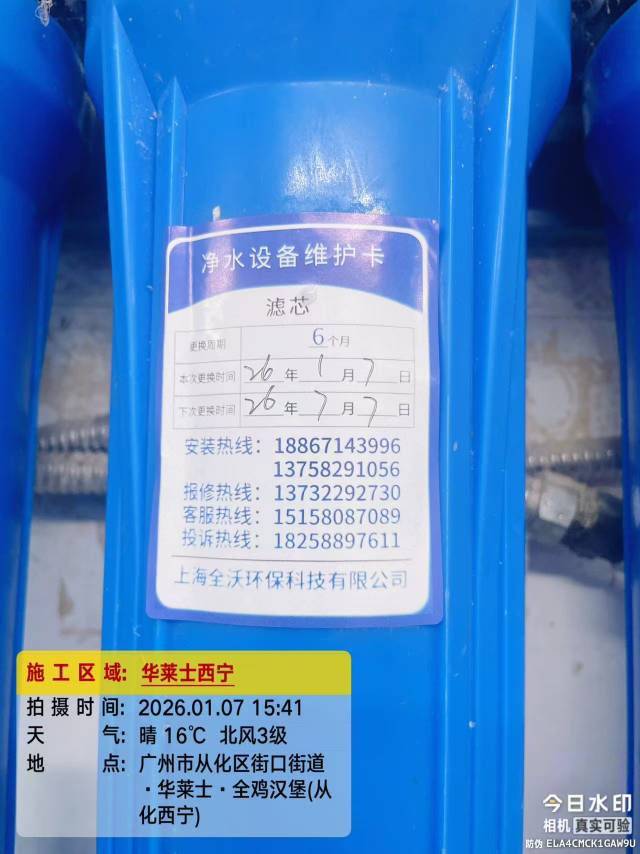 净水设备维护卡
滤芯
更换周期 6个月
本次更换时间 26年1月7日
下次更换时间 26年7月7日
安装热线：18867143996
13758291056
报修热线：13732292730
客服热线：15158087089
投诉热线：18258897611
上海全沃环保科技有限公司
施工区域：华莱士西宁
拍摄时间：2026.01.07 15:41
天气：晴 16℃ 北风3级
地点：广州市从化区街口街道
·华莱士·全鸡汉堡(从
化西宁)
今日水印
相机 真实可验
防伪 ELA4CMCK1GAW9U